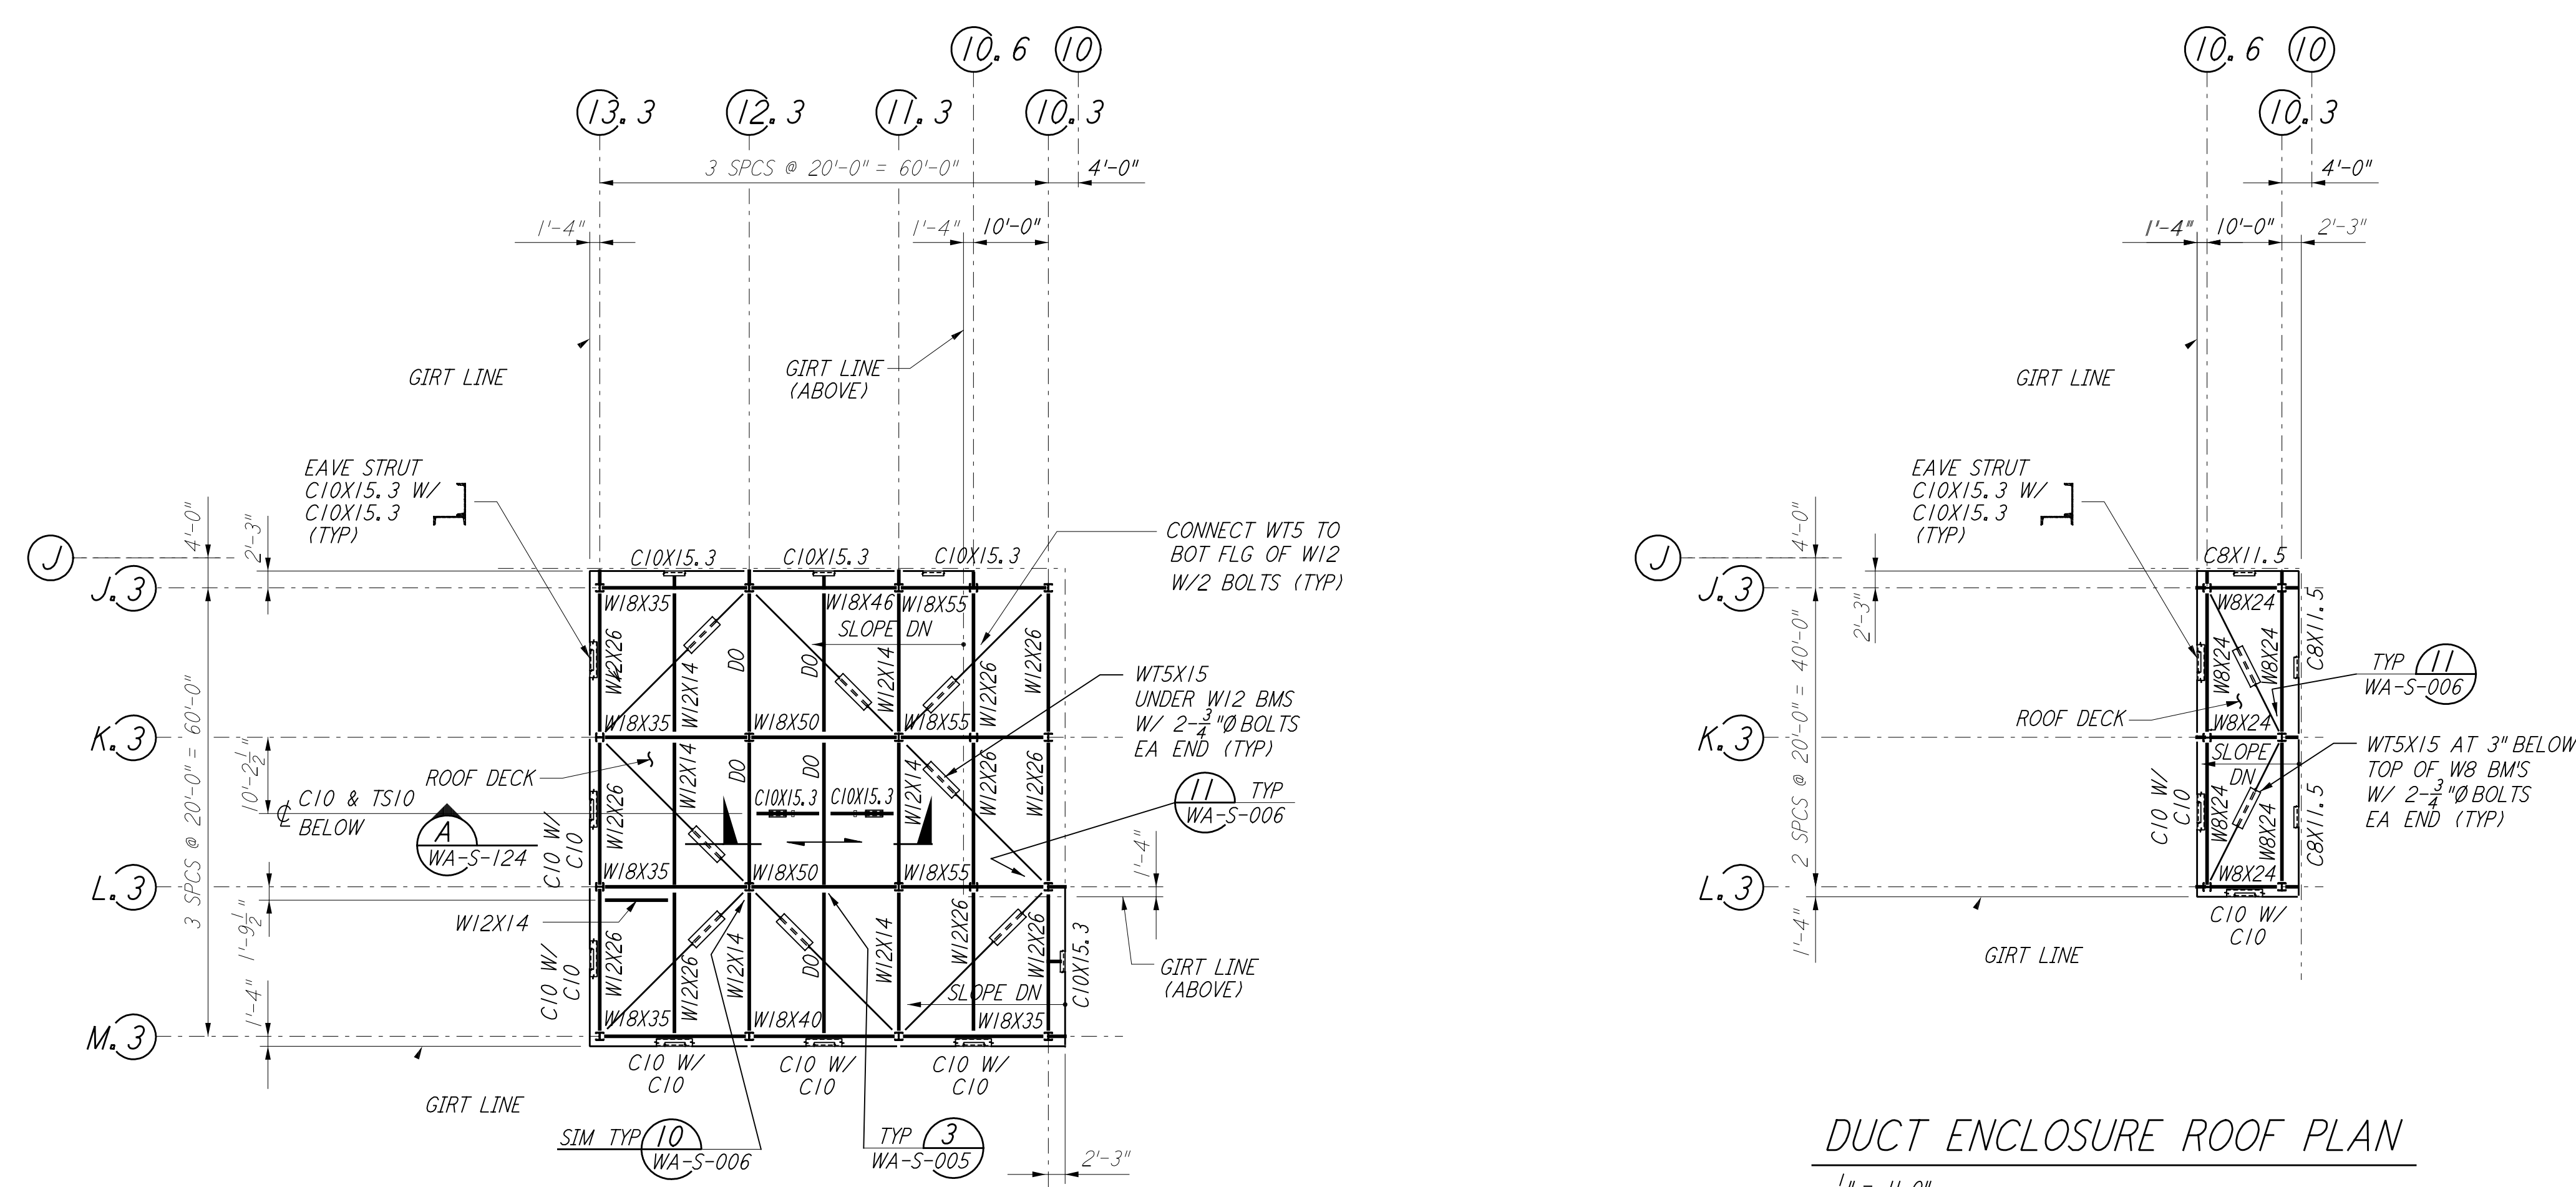 10.6
10
13.3
12.3
11.3
10.3
3 SPCS @ 20'-0" = 60'-0"
4'-0"
1'-4"
1'-4"
10'-0"
GIRT LINE
GIRT LINE
(ABOVE)
EAVE STRUT
C10X15.3 W/
C10X15.3
(TYP)
4'-0"
2'-3"
J
J.3
K.3
L.3
M.3
3 SPCS @ 20'-0" = 60'-0"
10'-2 1/2"
1'-9 1/2"
1'-4"
C10X15.3
C10X15.3
C10X15.3
CONNECT WT5 TO
BOT FLG OF W12
W/2 BOLTS (TYP)
W18X35
W18X46
W18X55
SLOPE DN
W12X26
W12X14
DO
DO
W12X14
W12X26
W12X26
WT5X15
UNDER W12 BMS
W/ 2-3/4"Ø BOLTS
EA END (TYP)
W18X35
W18X50
W18X55
ROOF DECK
W12X26
W12X14
DO
DO
W12X14
W12X26
W12X26
C10X15.3
C10X15.3
℄ C10 & TS10
BELOW
A
WA-S-124
C10 W/
C10
11
TYP
WA-S-006
W18X35
W18X50
W18X55
1'-4"
W12X14
C10 W/
C10
W12X26
W12X26
W12X14
DO
W12X14
W12X26
W12X26
C10X15.3
GIRT LINE
(ABOVE)
SLOPE DN
W18X35
W18X40
W18X35
C10 W/
C10
C10 W/
C10
C10 W/
C10
GIRT LINE
SIM TYP
10
WA-S-006
TYP
3
WA-S-005
2'-3"
10.6
10
10.3
4'-0"
1'-4"
10'-0"
2'-3"
GIRT LINE
EAVE STRUT
C10X15.3 W/
C10X15.3
(TYP)
4'-0"
J
J.3
K.3
L.3
2'-3"
2 SPCS @ 20'-0" = 40'-0"
1'-4"
C8X11.5
W8X24
W8X24
W8X24
C8X11.5
TYP
11
WA-S-006
ROOF DECK
W8X24
SLOPE
DN
WT5X15 AT 3" BELOW
TOP OF W8 BM'S
W/ 2-3/4"Ø BOLTS
EA END (TYP)
C10 W/
C10
W8X24
W8X24
C8X11.5
W8X24
C10 W/
C10
GIRT LINE
DUCT ENCLOSURE ROOF PLAN